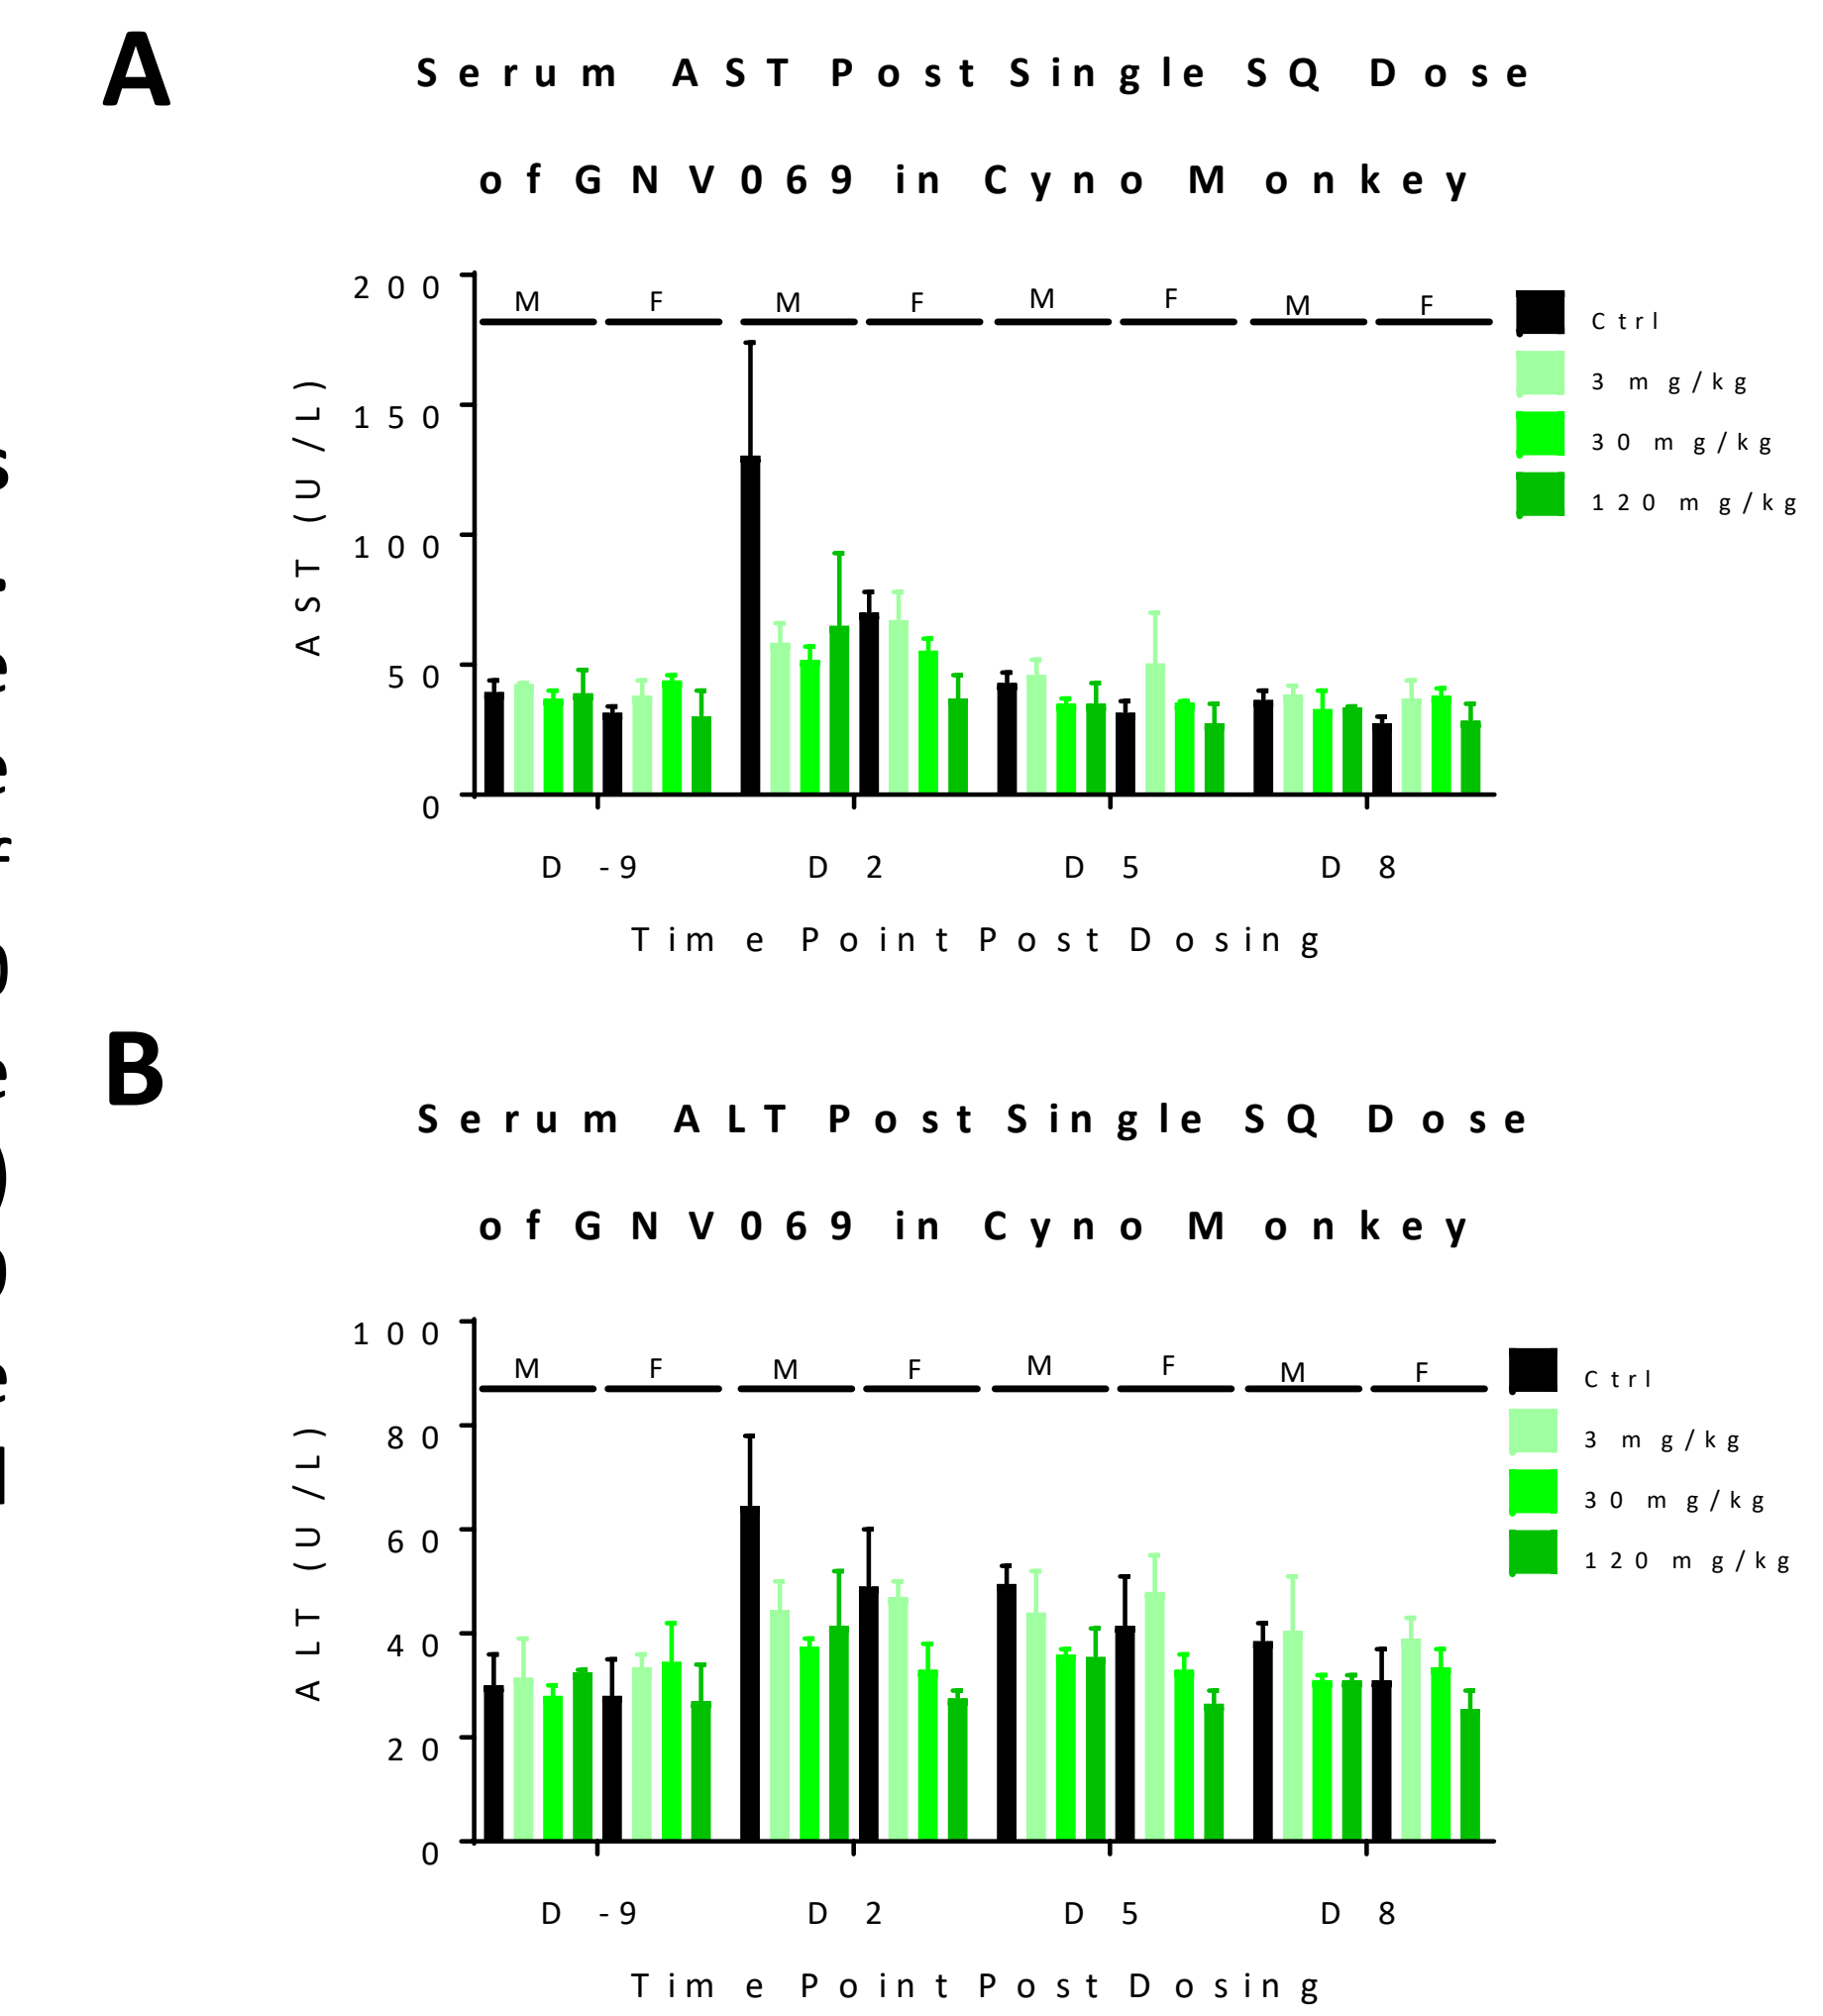 A
Serum AST Post Single SQ Dose
of GNV069 in Cyno Monkey
200
150
100
50
0
AST (U/L)
M F M F M F M F
Ctrl
3 mg/kg
30 mg/kg
120 mg/kg
D -9 D 2 D 5 D 8
Time Point Post Dosing
B
Serum ALT Post Single SQ Dose
of GNV069 in Cyno Monkey
100
80
60
40
20
0
ALT (U/L)
M F M F M F M F
Ctrl
3 mg/kg
30 mg/kg
120 mg/kg
D -9 D 2 D 5 D 8
Time Point Post Dosing